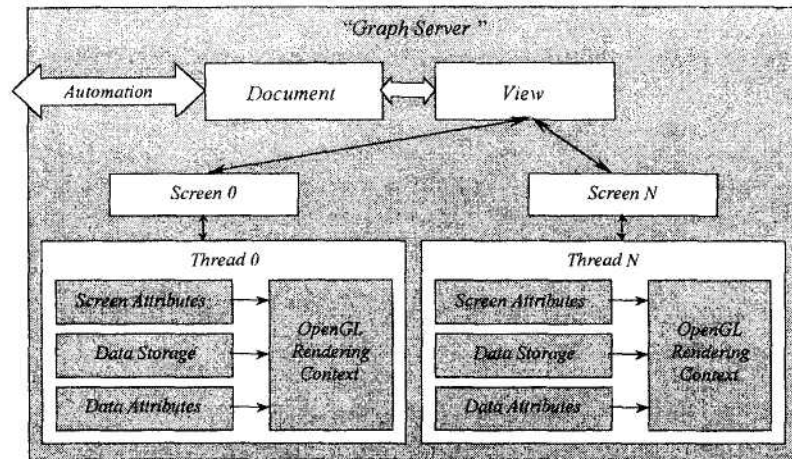 "Graph Server "
Automation
Document
View
Screen 0
Screen N
Thread 0
Screen Attributes
Data Storage
Data Attributes
OpenGL
Rendering
Context
Thread N
Screen Attributes
Data Storage
Data Attributes
OpenGL
Rendering
Context